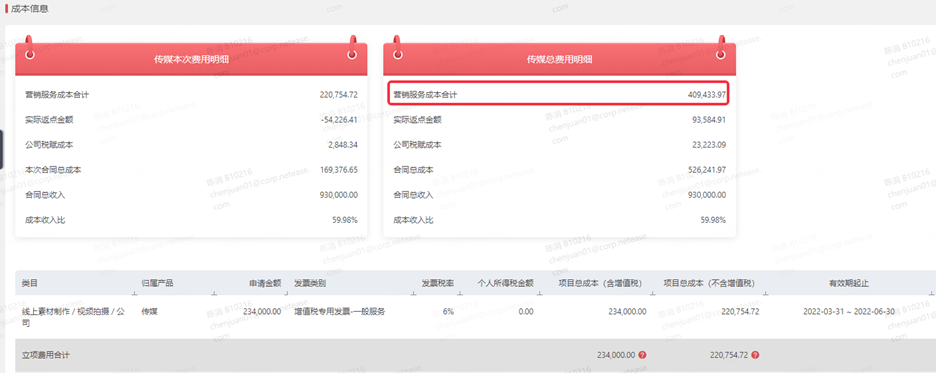 成本信息
传媒本次费用明细
营销服务成本合计 220,754.72
实际返点金额 -54,226.41
公司税赋成本 2,848.34
本次合同总成本 169,376.65
合同总收入 930,000.00
成本收入比 59.98%
传媒总费用明细
营销服务成本合计 409,433.97
实际返点金额 93,584.91
公司税赋成本 23,223.09
合同总成本 526,241.97
合同总收入 930,000.00
成本收入比 59.98%
类目 归属产品 申请金额 发票类别 发票税率 个人所得税金额 项目总成本（含增值税） 项目总成本（不含增值税） 有效期起止
线上素材制作 / 视频拍摄 / 公 传媒 234,000.00 增值税专用发票-一般服务 6% 0.00 234,000.00 220,754.72 2022-03-31 ~ 2022-06-30
司
立项费用合计 234,000.00 ? 220,754.72 ?